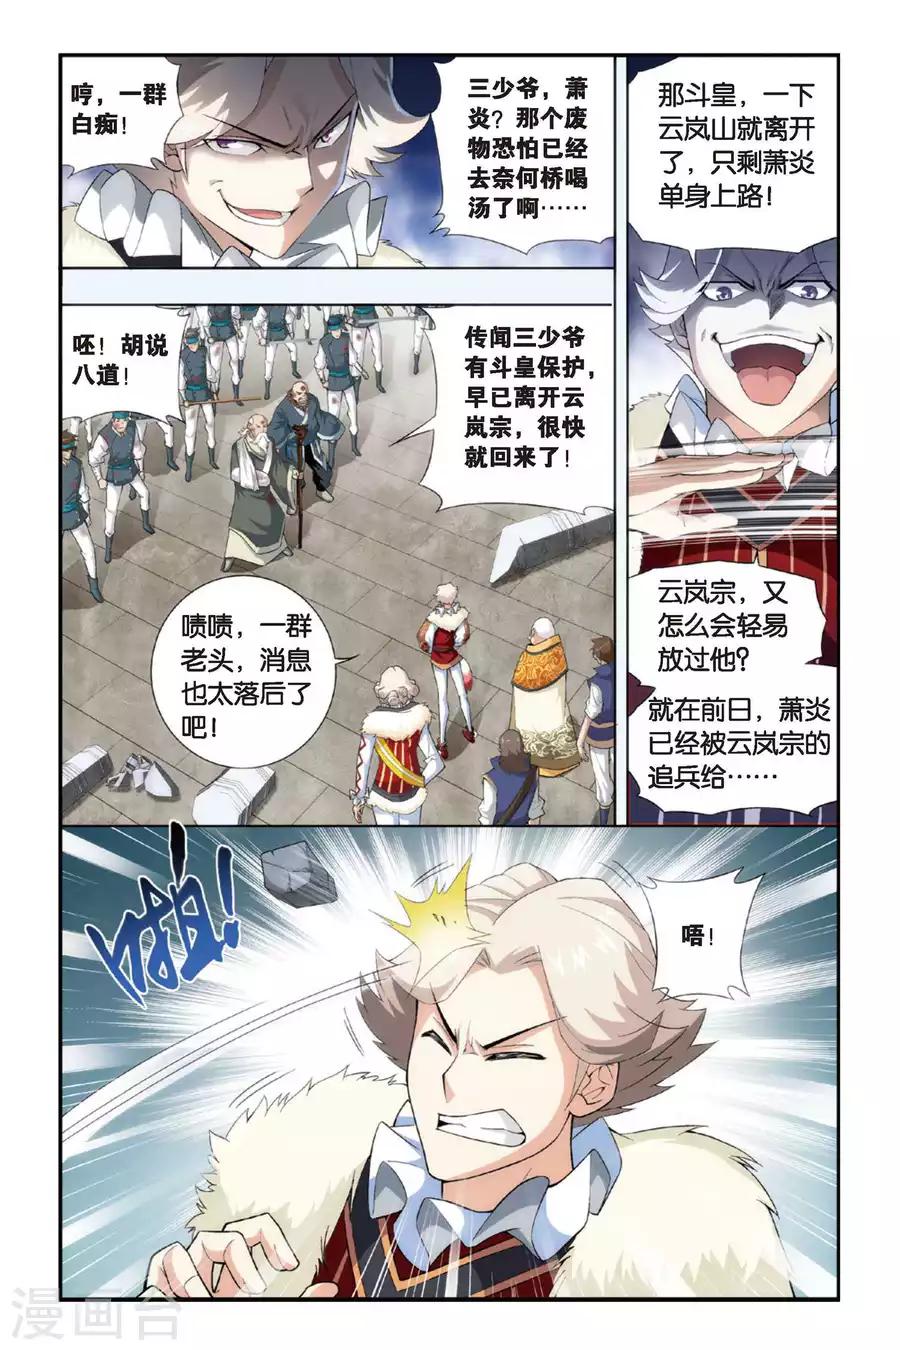 哼，一群
白痴！
三少爷，萧
炎？那个废
物恐怕已经
去奈何桥喝
汤了啊……
呸！胡说
八道！
传闻三少爷
有斗皇保护，
早已离开云
岚宗，很快
就回来了！
啧啧，一群
老头，消息
也太落后了
吧！
那斗皇，一下
云岚山就离开
了，只剩萧炎
单身上路！
云岚宗，又
怎么会轻易
放过他？
就在前日，萧炎
已经被云岚宗的
追兵给……
啪！
唔！
漫画台